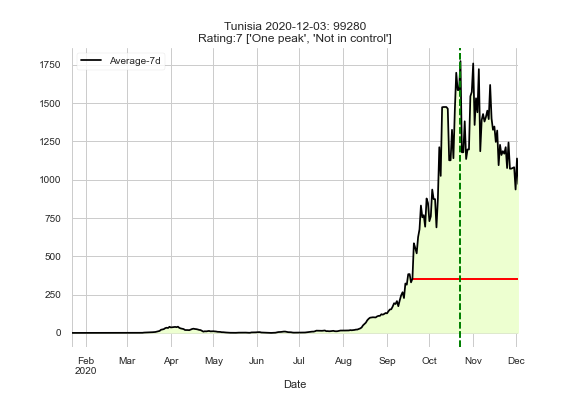 Tunisia 2020-12-03: 99280
Rating:7 ['One peak', 'Not in control']
Average-7d
1750
1500
1250
1000
750
500
250
0
Feb Mar Apr May Jun Jul Aug Sep Oct Nov Dec
2020
Date